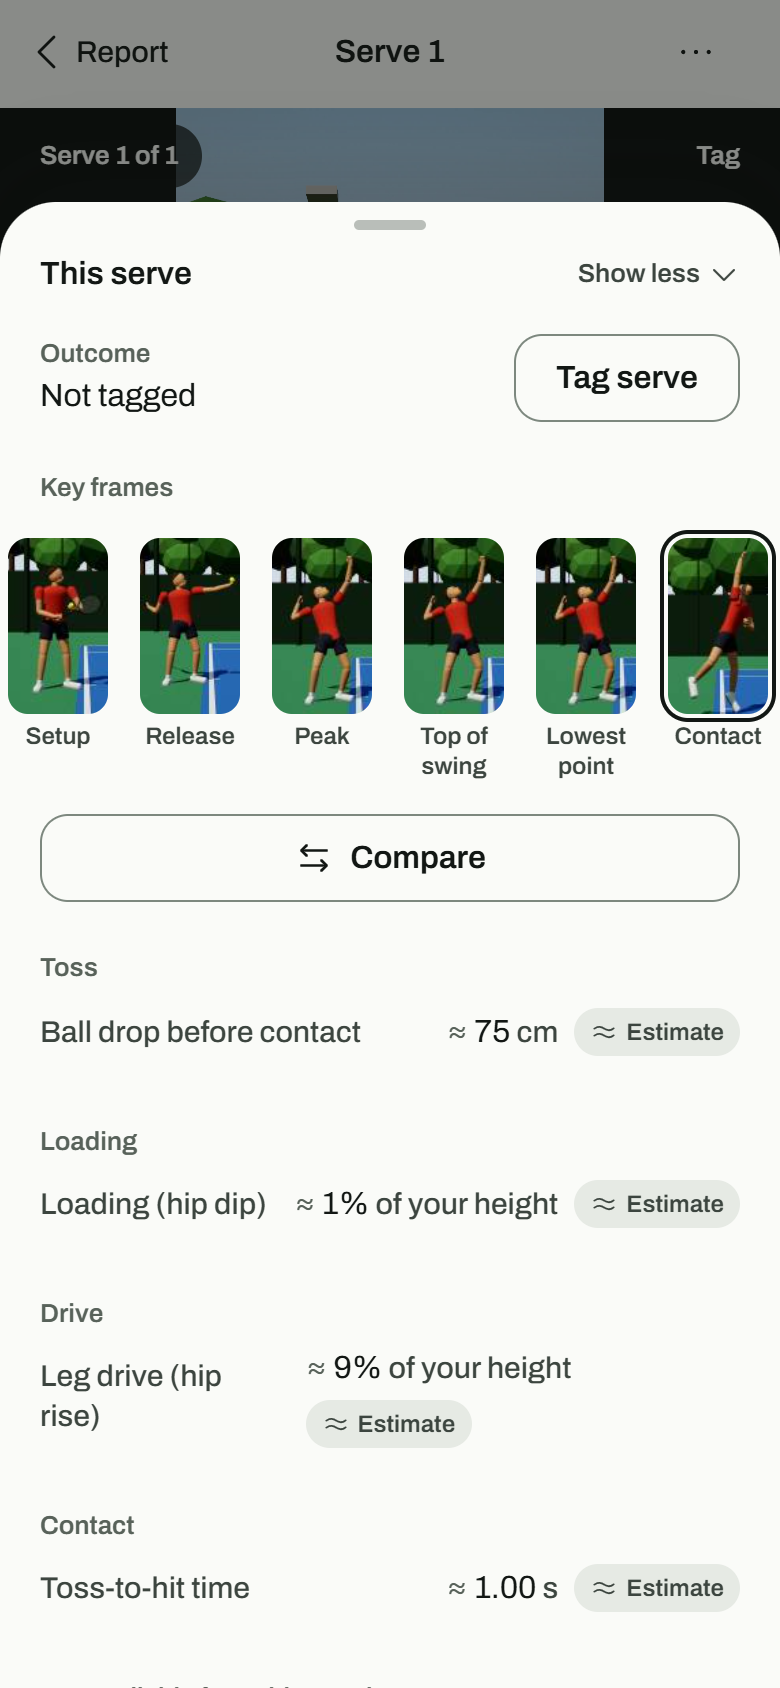 Report
Serve 1
Serve 1 of 1
Tag
This serve
Show less
Outcome
Not tagged
Tag serve
Key frames
Setup
Release
Peak
Top of
swing
Lowest
point
Contact
Compare
Toss
Ball drop before contact ≈ 75 cm ≈ Estimate
Loading
Loading (hip dip) ≈ 1% of your height ≈ Estimate
Drive
Leg drive (hip
rise)
≈ 9% of your height
≈ Estimate
Contact
Toss-to-hit time ≈ 1.00 s ≈ Estimate